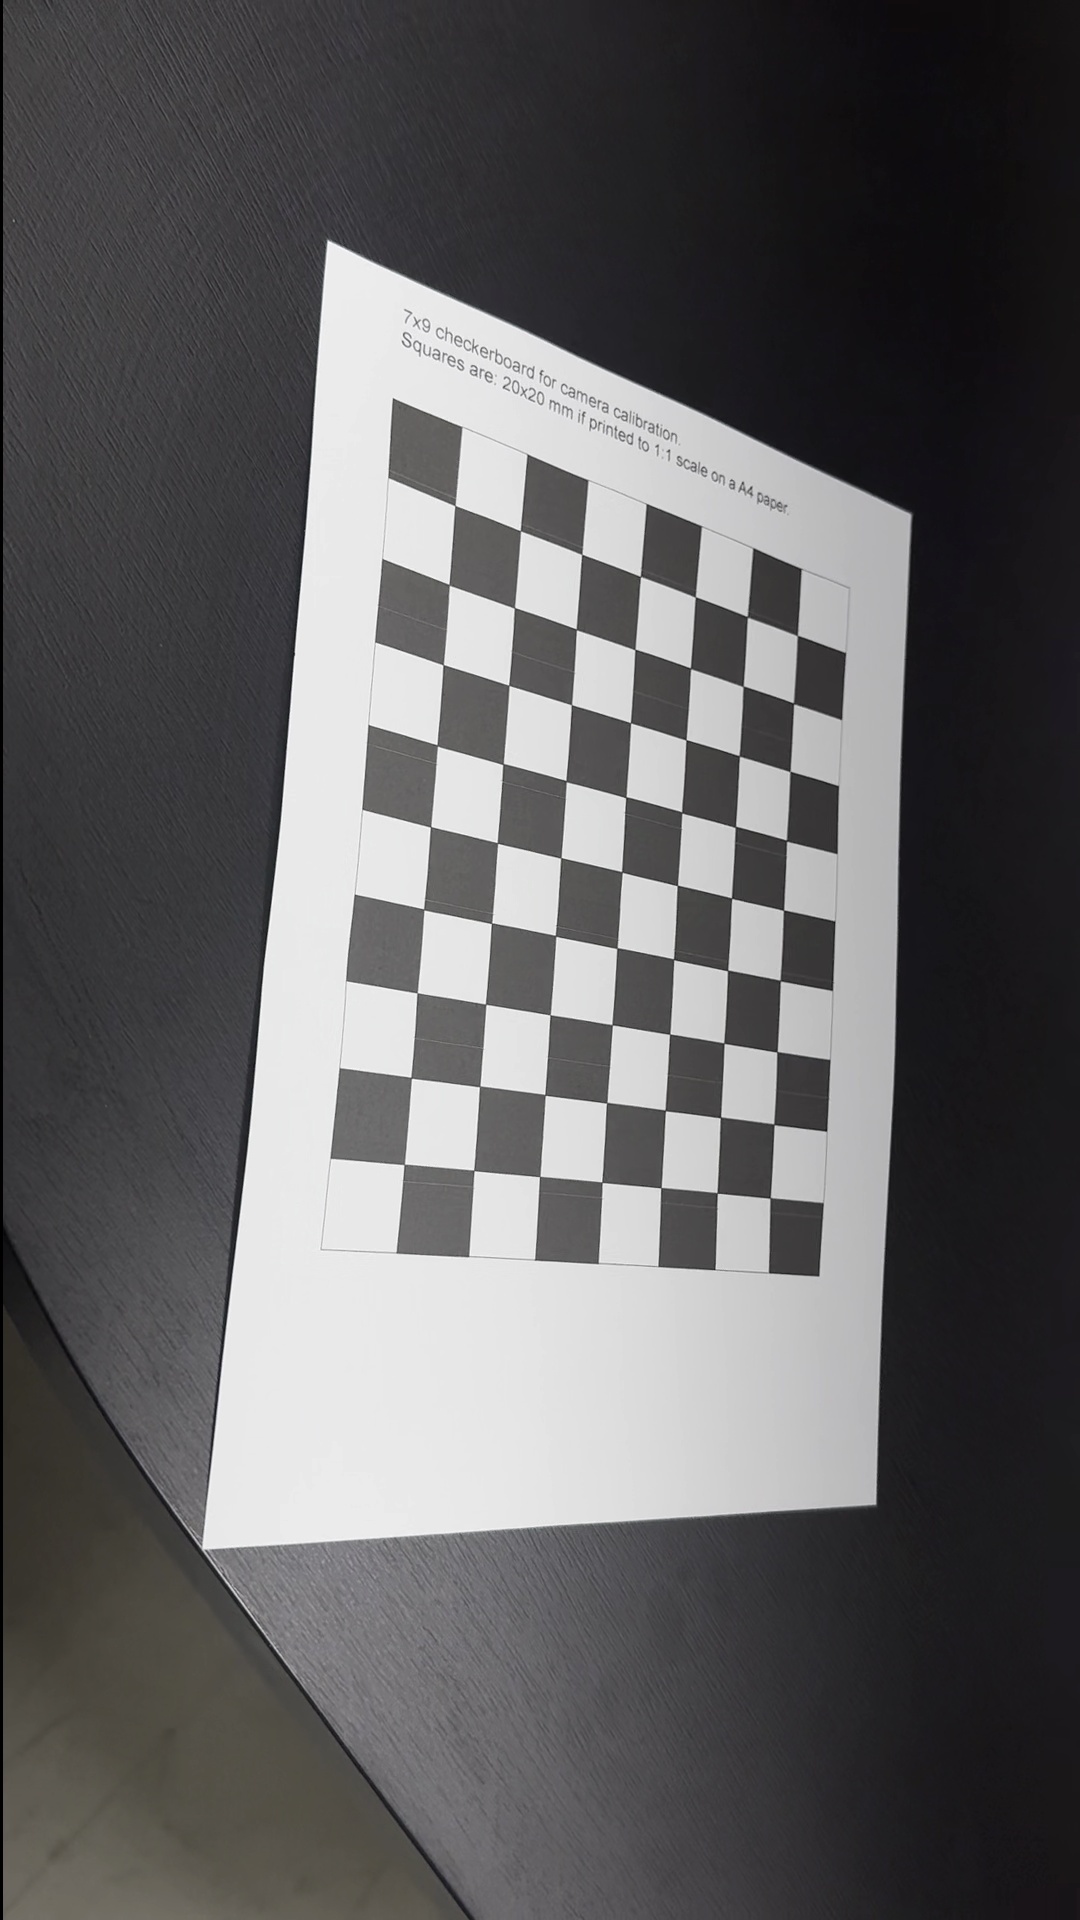 7x9 checkerboard for camera calibration.
Squares are: 20x20 mm if printed to 1:1 scale on a A4 paper.